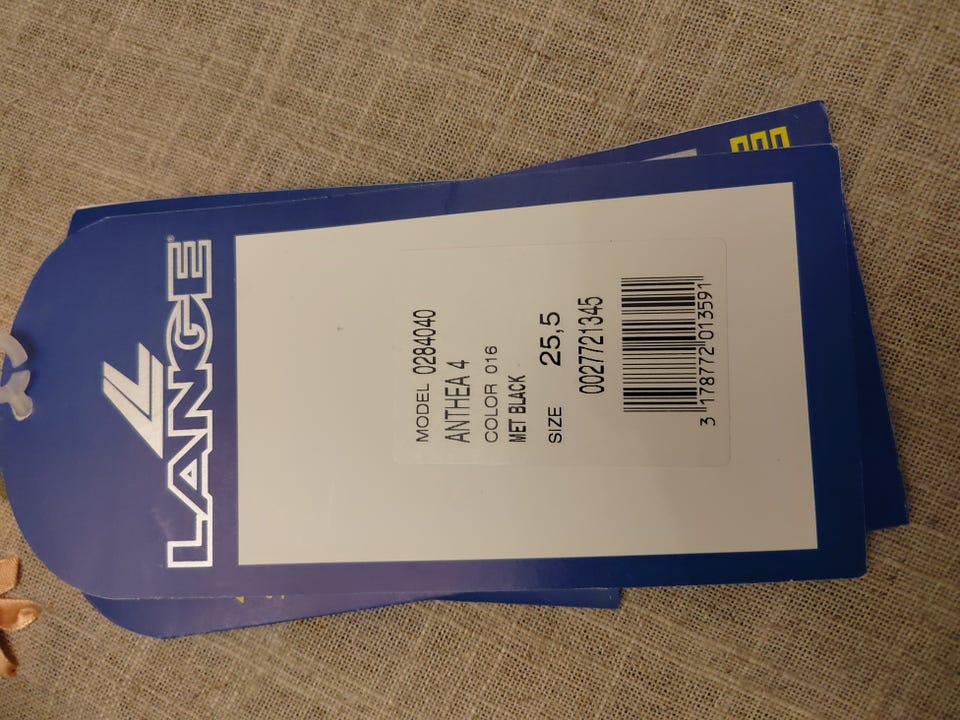 LANGE®
MODEL 0284040
ANTHEA 4
COLOR 016
MET BLACK
SIZE 25,5
0027721345
3 178772 013591